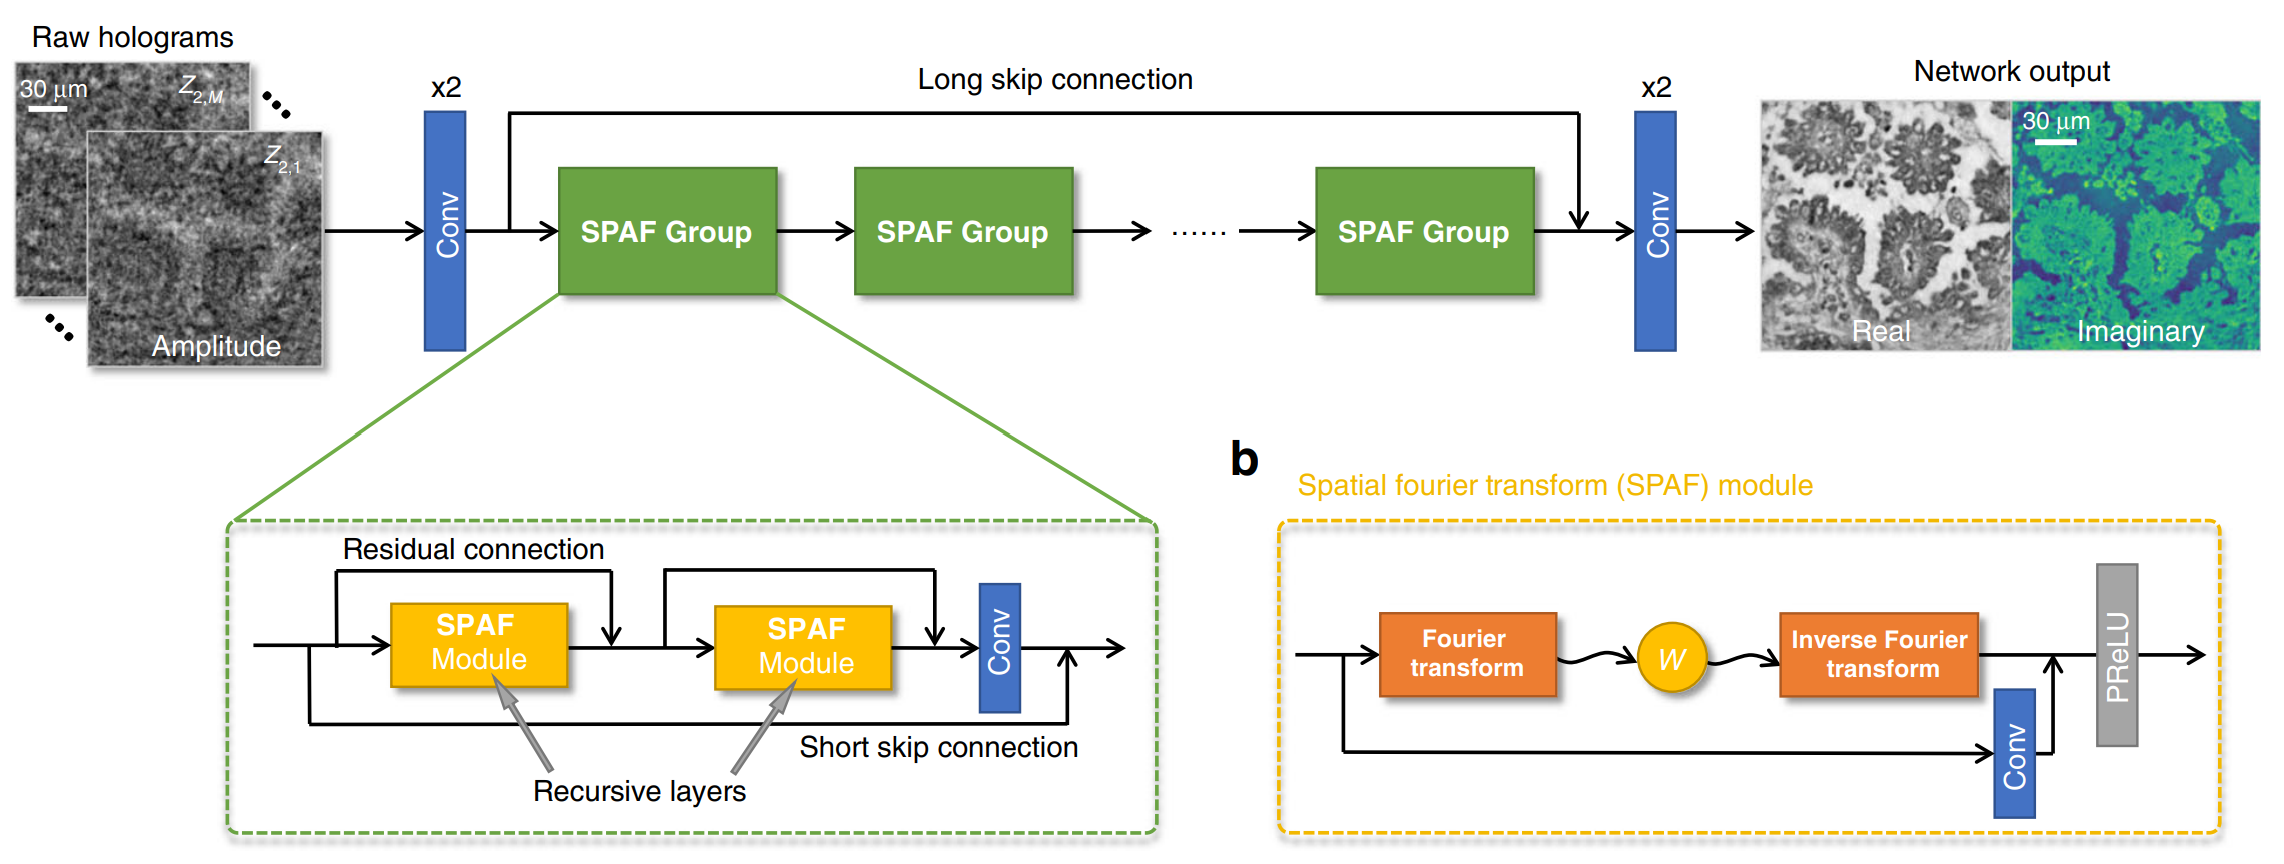 Raw holograms
30 μm
Z2,M
Z2,1
Amplitude
x2
Conv
Long skip connection
SPAF Group
SPAF Group
......
SPAF Group
x2
Conv
Network output
30 μm
Real
Imaginary
Residual connection
SPAF
Module
SPAF
Module
Conv
Short skip connection
Recursive layers
b
Spatial fourier transform (SPAF) module
Fourier
transform
W
Inverse Fourier
transform
Conv
PReLU